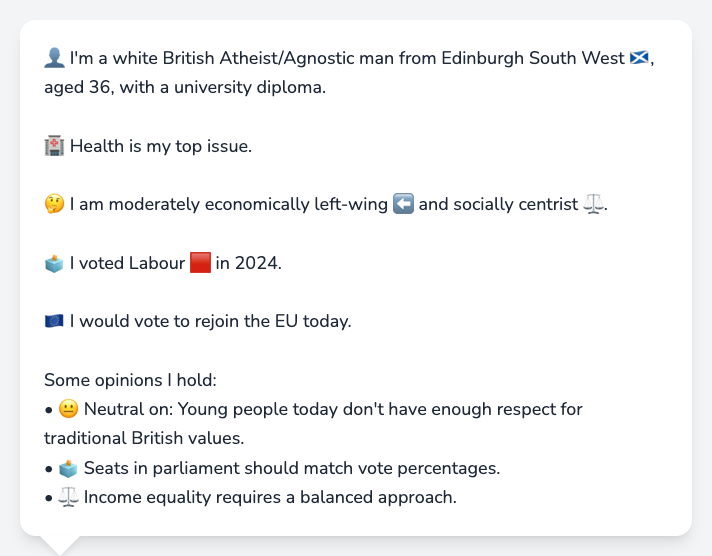 👤 I'm a white British Atheist/Agnostic man from Edinburgh South West 🏴󠁧󠁢󠁳󠁣󠁴󠁿,
aged 36, with a university diploma.
🏥 Health is my top issue.
🤔 I am moderately economically left-wing ⬅️ and socially centrist ⚖️.
🗳️ I voted Labour 🟥 in 2024.
🇪🇺 I would vote to rejoin the EU today.
Some opinions I hold:
• 😐 Neutral on: Young people today don't have enough respect for
traditional British values.
• 🗳️ Seats in parliament should match vote percentages.
• ⚖️ Income equality requires a balanced approach.